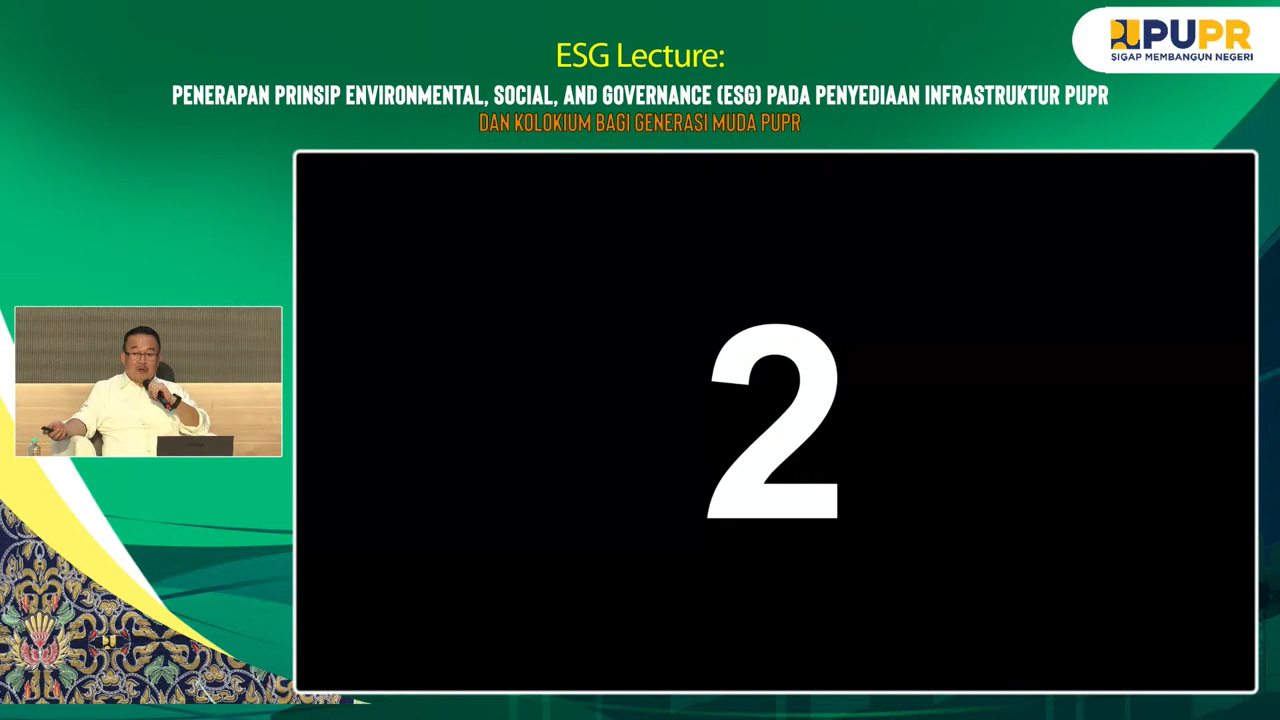 PUPR
SIGAP MEMBANGUN NEGERI
ESG Lecture:
PENERAPAN PRINSIP ENVIRONMENTAL, SOCIAL, AND GOVERNANCE (ESG) PADA PENYEDIAAN INFRASTRUKTUR PUPR
DAN KOLOKIUM BAGI GENERASI MUDA PUPR
2